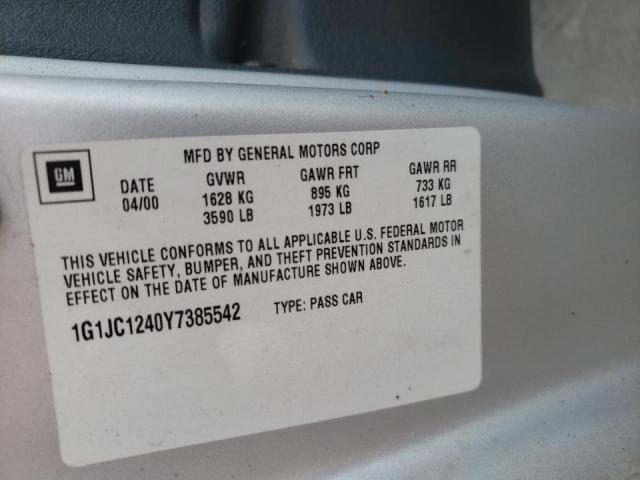 MFD BY GENERAL MOTORS CORP
GM
DATE GVWR GAWR FRT GAWR RR
04/00 1628 KG 895 KG 733 KG
3590 LB 1973 LB 1617 LB
THIS VEHICLE CONFORMS TO ALL APPLICABLE U.S. FEDERAL MOTOR
VEHICLE SAFETY, BUMPER, AND THEFT PREVENTION STANDARDS IN
EFFECT ON THE DATE OF MANUFACTURE SHOWN ABOVE.
1G1JC1240Y7385542 TYPE: PASS CAR